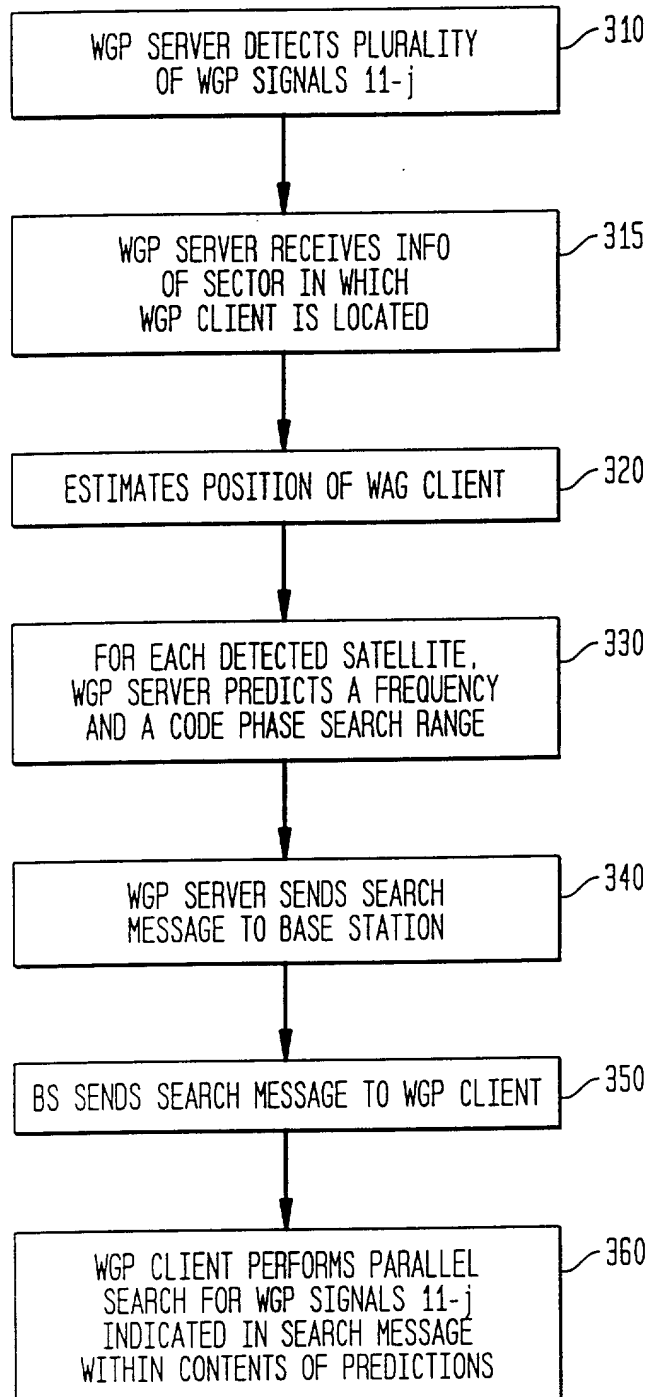 WGP SERVER DETECTS PLURALITY
OF WGP SIGNALS 11-j
310
WGP SERVER RECEIVES INFO
OF SECTOR IN WHICH
WGP CLIENT IS LOCATED
315
ESTIMATES POSITION OF WAG CLIENT
320
FOR EACH DETECTED SATELLITE,
WGP SERVER PREDICTS A FREQUENCY
AND A CODE PHASE SEARCH RANGE
330
WGP SERVER SENDS SEARCH
MESSAGE TO BASE STATION
340
BS SENDS SEARCH MESSAGE TO WGP CLIENT
350
WGP CLIENT PERFORMS PARALLEL
SEARCH FOR WGP SIGNALS 11-j
INDICATED IN SEARCH MESSAGE
WITHIN CONTENTS OF PREDICTIONS
360